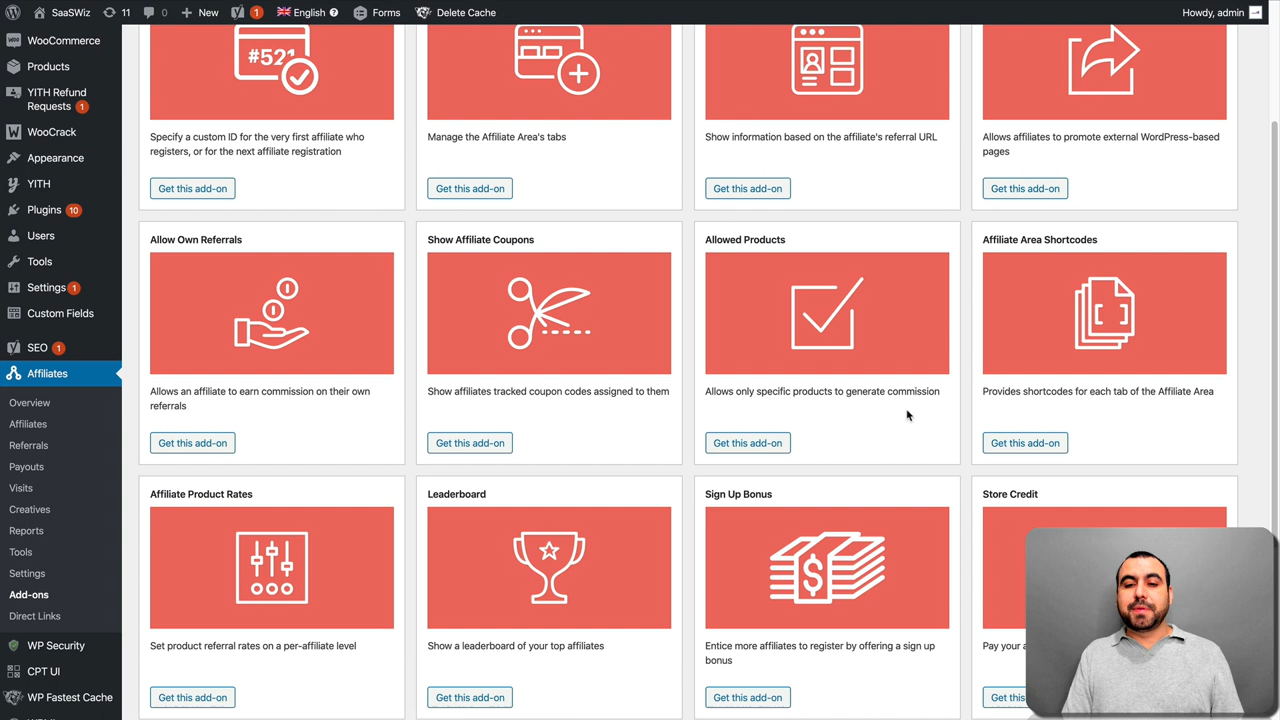 SaaSWiz
11
0
New
1
English
Forms
Delete Cache
Howdy, admin
WooCommerce
Products
YITH Refund
Requests 1
WooCrack
Appearance
YITH
Plugins 10
Users
Tools
Settings 1
Custom Fields
SEO 1
Affiliates
Overview
Affiliates
Referrals
Payouts
Visits
Creatives
Reports
Tools
Settings
Add-ons
Direct Links
WP Security
CPT UI
WP Fastest Cache
#521
Specify a custom ID for the very first affiliate who
registers, or for the next affiliate registration
Get this add-on
Manage the Affiliate Area's tabs
Get this add-on
Show information based on the affiliate's referral URL
Get this add-on
Allows affiliates to promote external WordPress-based
pages
Get this add-on
Allow Own Referrals
Allows an affiliate to earn commission on their own
referrals
Get this add-on
Show Affiliate Coupons
Show affiliates tracked coupon codes assigned to them
Get this add-on
Allowed Products
Allows only specific products to generate commission
Get this add-on
Affiliate Area Shortcodes
Provides shortcodes for each tab of the Affiliate Area
Get this add-on
Affiliate Product Rates
Set product referral rates on a per-affiliate level
Get this add-on
Leaderboard
Show a leaderboard of your top affiliates
Get this add-on
Sign Up Bonus
$
Entice more affiliates to register by offering a sign up
bonus
Get this add-on
Store Credit
Pay your
Get